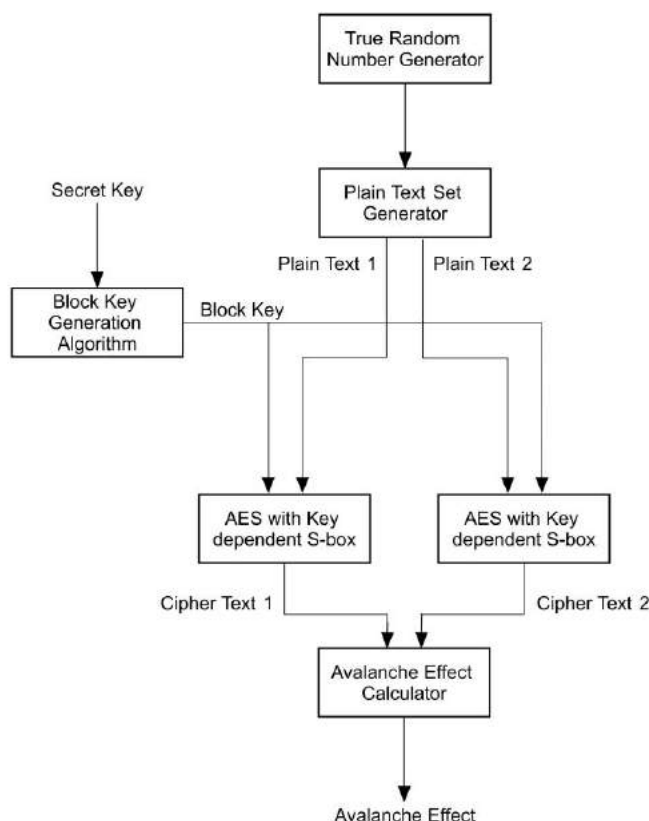 True Random
Number Generator
Secret Key
Plain Text Set
Generator
Plain Text 1
Plain Text 2
Block Key
Generation
Algorithm
Block Key
AES with Key
dependent S-box
AES with Key
dependent S-box
Cipher Text 1
Cipher Text 2
Avalanche Effect
Calculator
Avalanche Effect